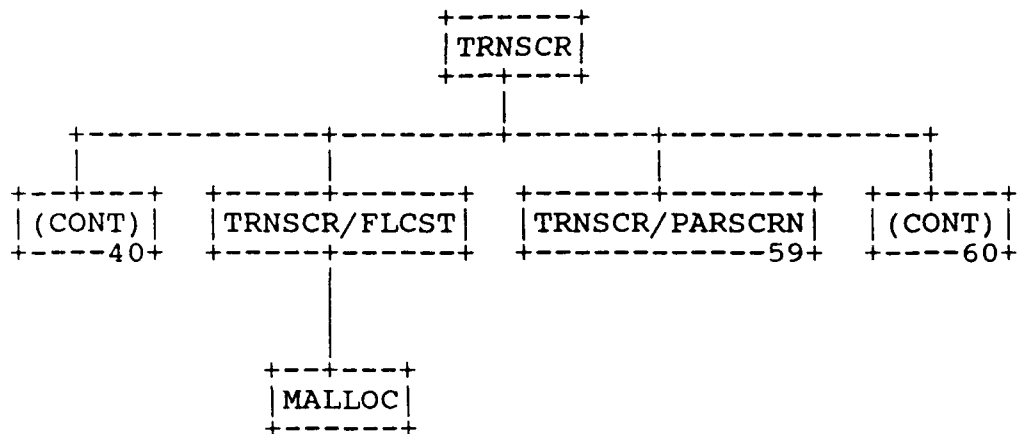 TRNSCR
(CONT) TRNSCR/FLCST TRNSCR/PARSCRN (CONT)
40 59 60
MALLOC